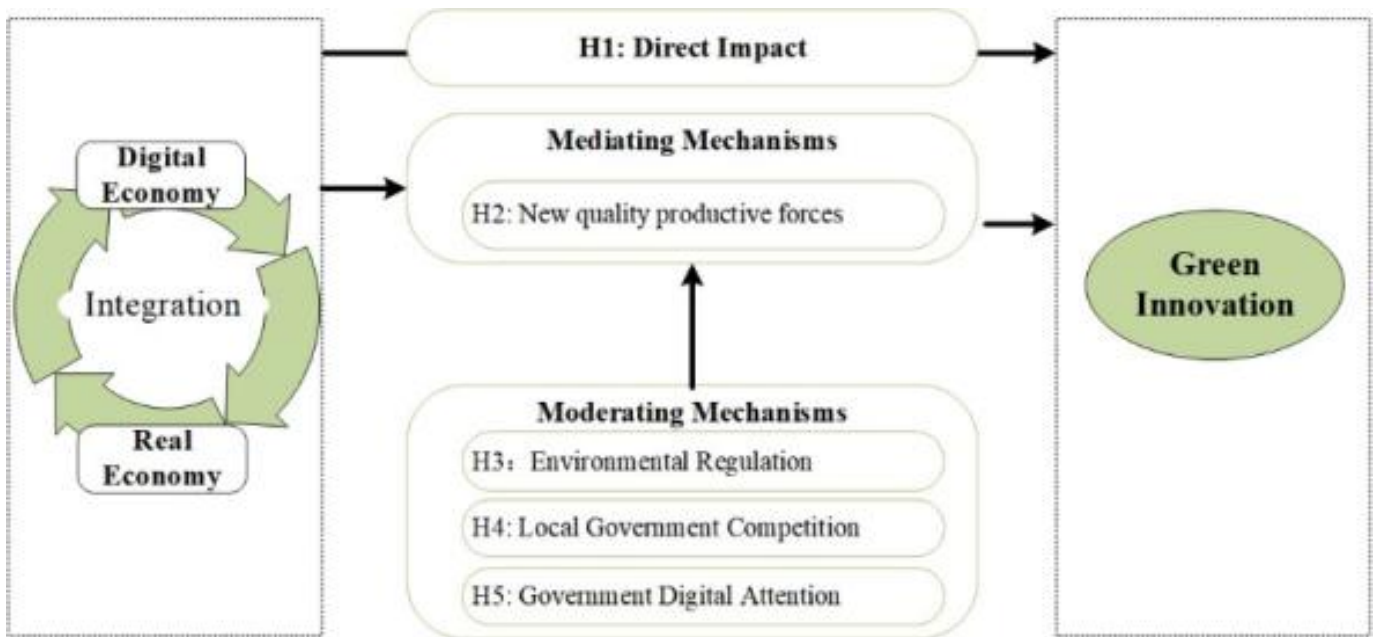 H1: Direct Impact
Digital
Economy
Integration
Real
Economy
Mediating Mechanisms
H2: New quality productive forces
Moderating Mechanisms
H3：Environmental Regulation
H4: Local Government Competition
H5: Government Digital Attention
Green
Innovation